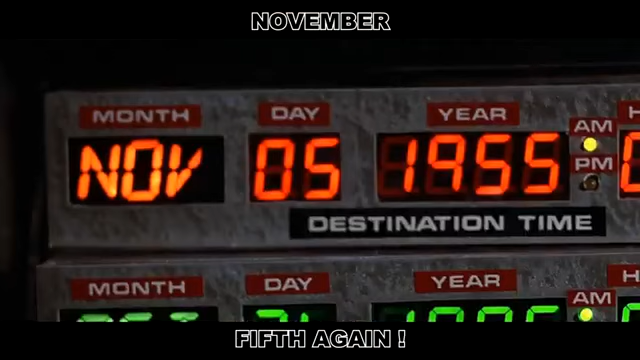 NOVEMBER
MONTH DAY YEAR
AM
NOV 05 1955
PM
DESTINATION TIME
MONTH DAY YEAR
AM
FIFTH AGAIN !